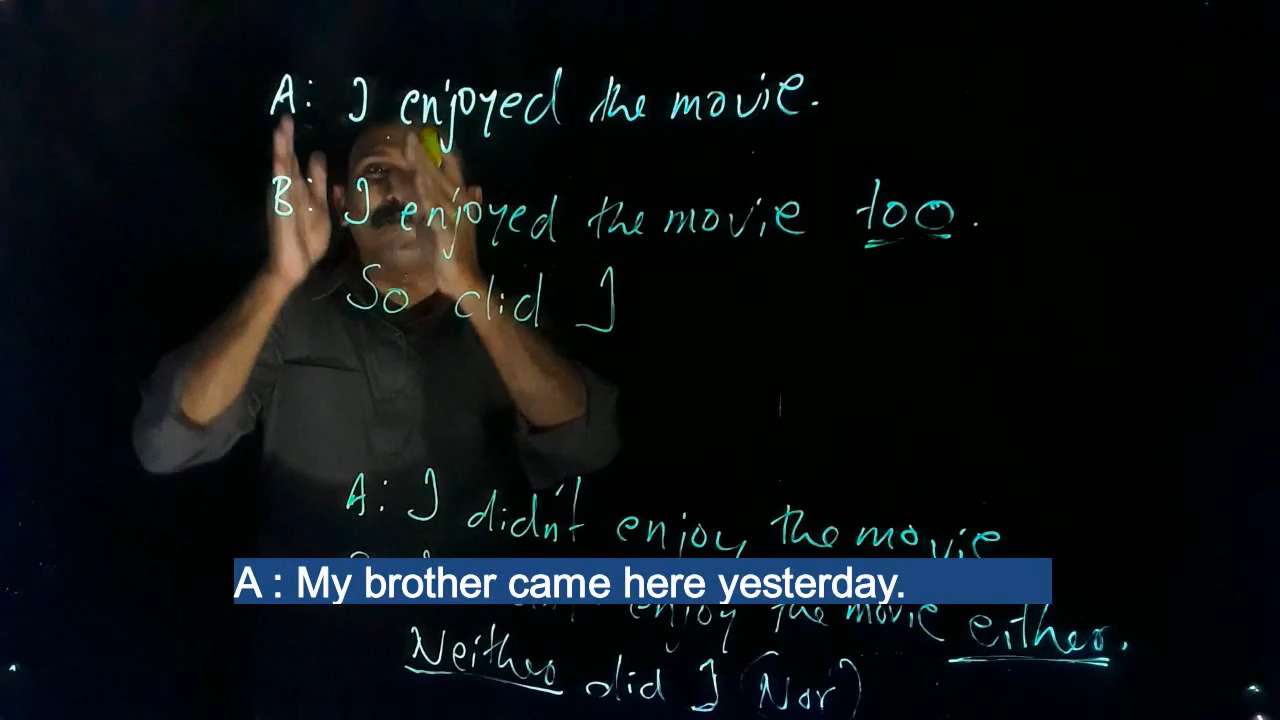 A: I enjoyed the movie.
B: I enjoyed the movie too.
So did I
A: I didn't enjoy the movie
A : My brother came here yesterday.
enjoy the movie either.
Neither did I (Nor)